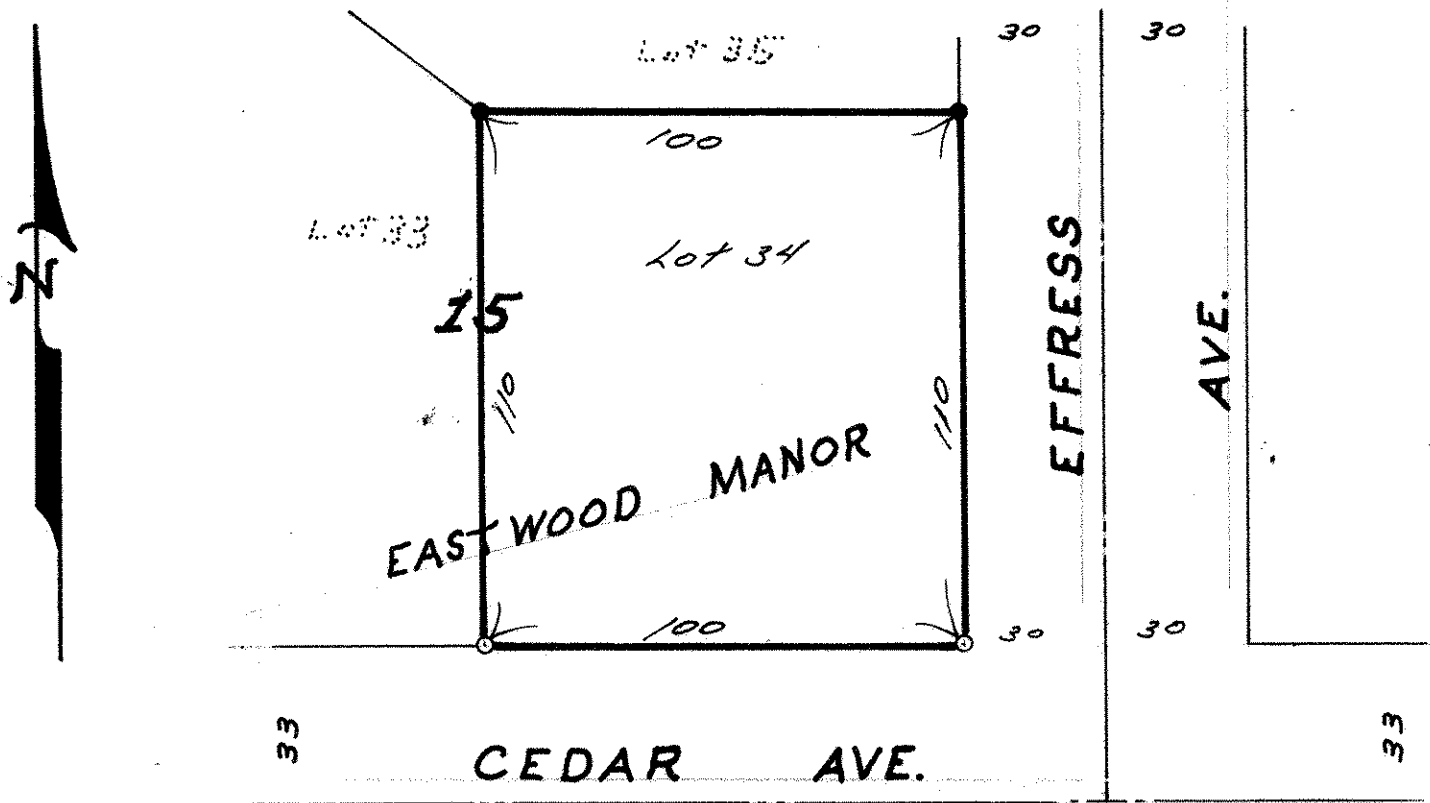 30 30
Lot 35
100
N
Lot 33
Lot 34
15
110
110
EFFRESS AVE.
EASTWOOD MANOR
100
30 30
33
33
CEDAR AVE.